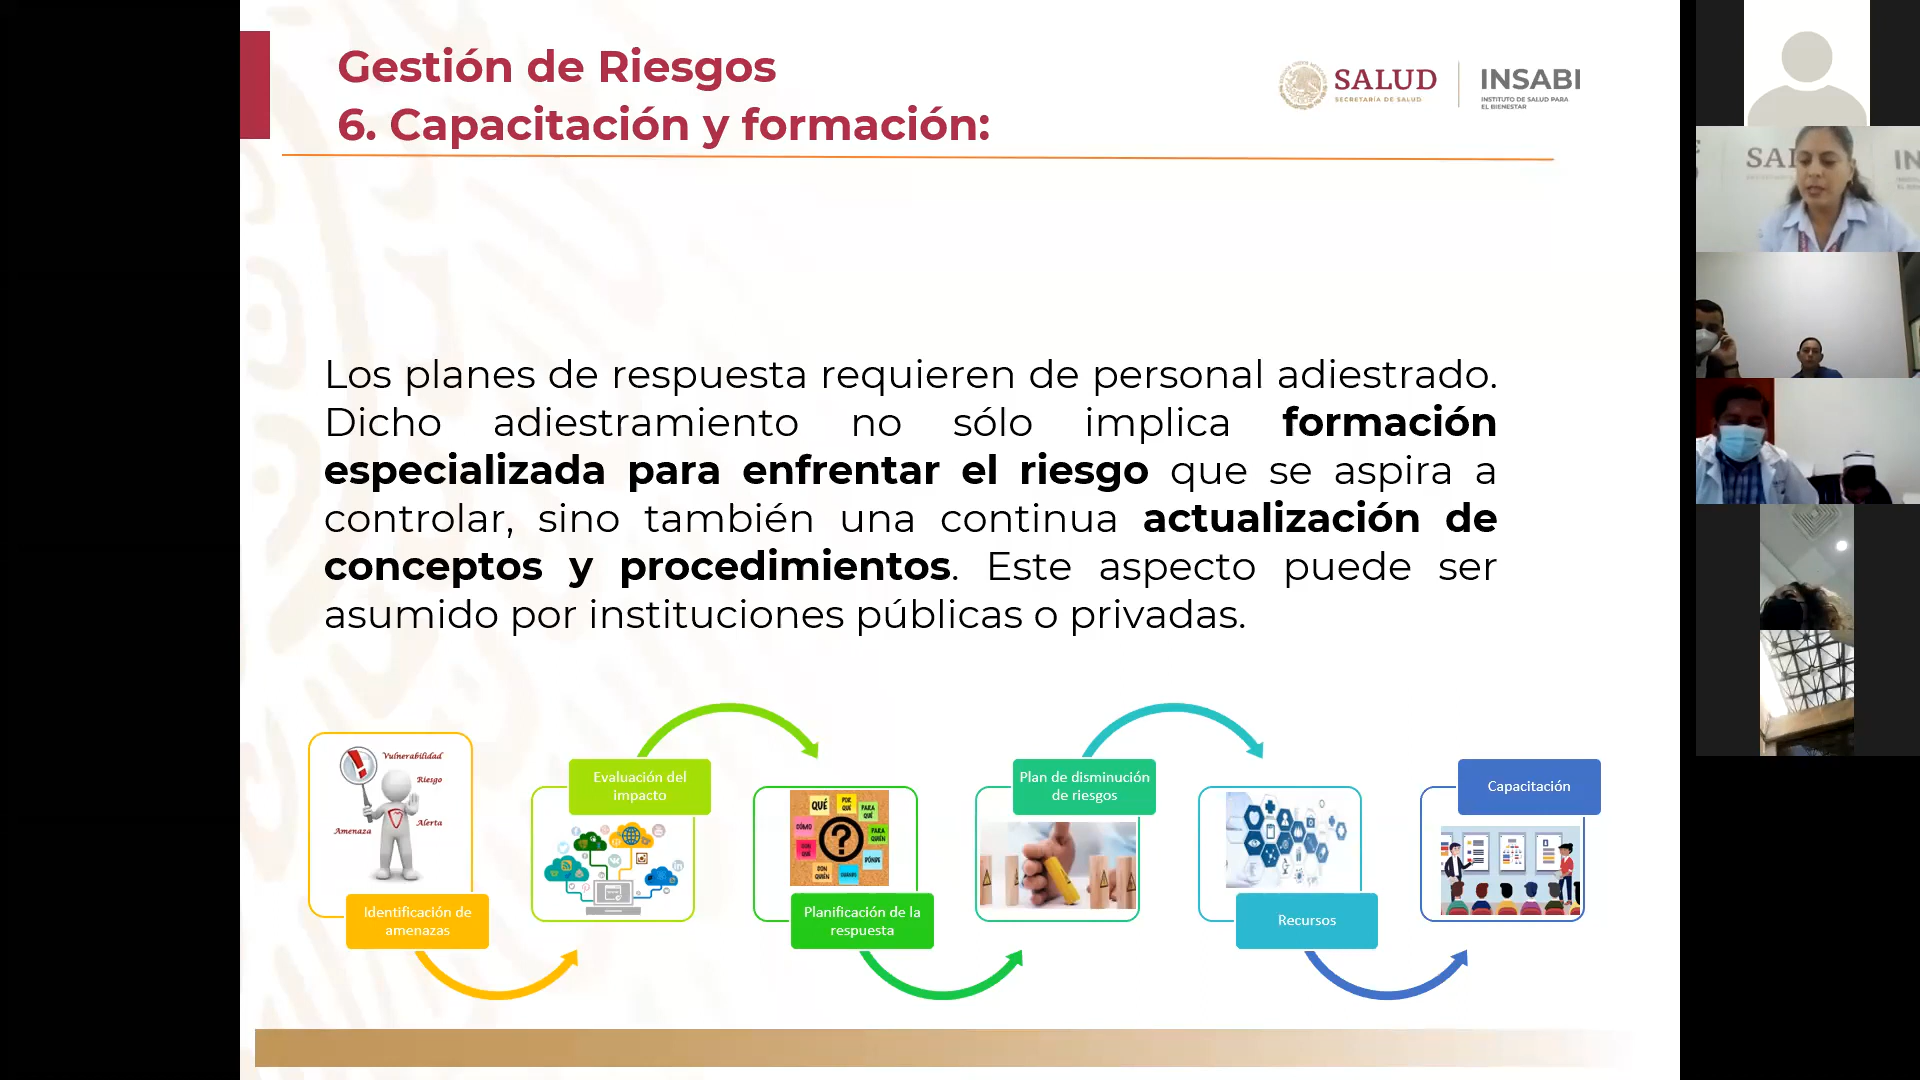 Gestión de Riesgos
6. Capacitación y formación:
SALUD
SECRETARÍA DE SALUD
INSABI
INSTITUTO DE SALUD PARA
EL BIENESTAR
Los planes de respuesta requieren de personal adiestrado.
Dicho adiestramiento no sólo implica formación
especializada para enfrentar el riesgo que se aspira a
controlar, sino también una continua actualización de
conceptos y procedimientos. Este aspecto puede ser
asumido por instituciones públicas o privadas.
Vulnerabilidad
Riesgo
Alerta
Amenaza
Identificación de
amenazas
Evaluación del
impacto
QUÉ
POR
QUÉ
PARA
QUÉ
CÓMO
PARA
QUIÉN
CON
QUÉ
DÓNDE
CON
QUIÉN
CUÁNDO
Planificación de la
respuesta
Plan de disminución
de riesgos
Recursos
Capacitación